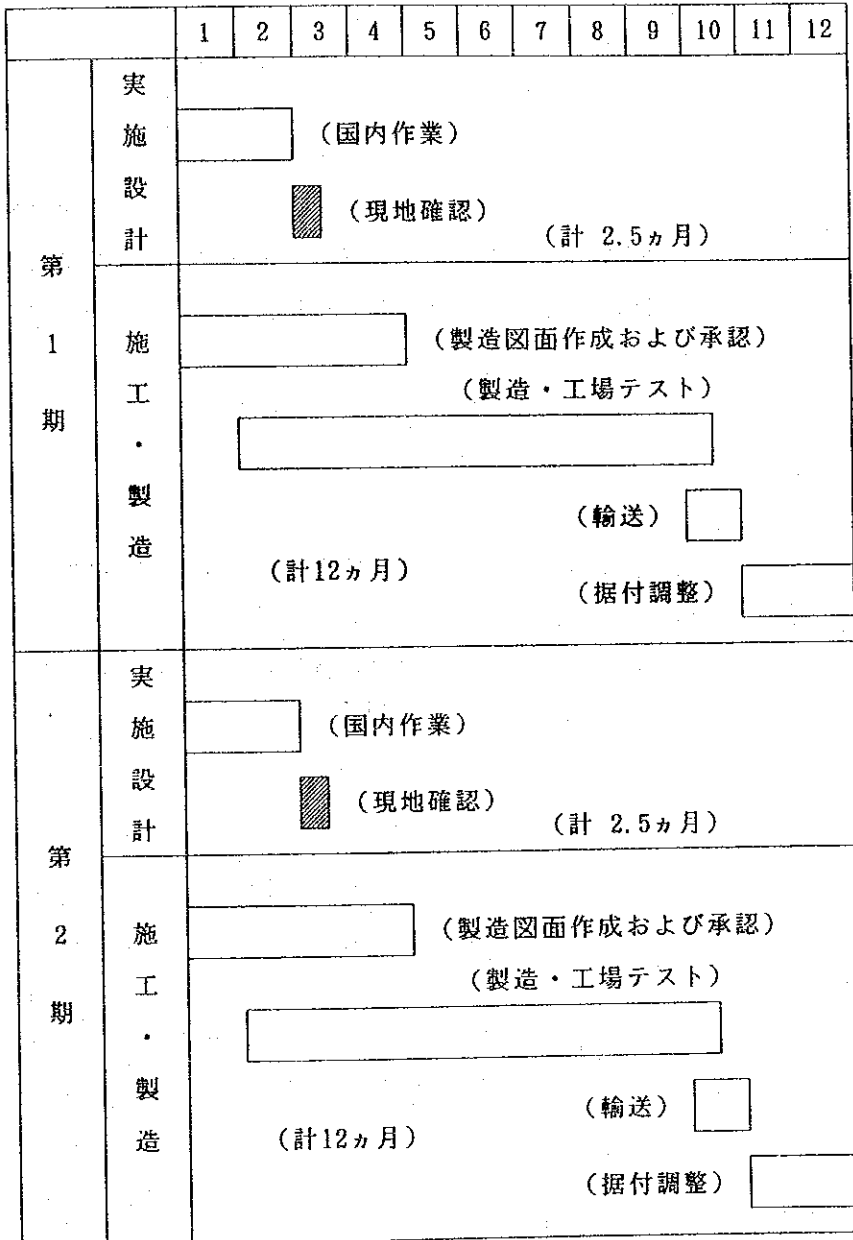 1 2 3 4 5 6 7 8 9 10 11 12
第1期
実施設計
（国内作業）
（現地確認）
（計 2.5ヵ月）
施工・製造
（製造図面作成および承認）
（製造・工場テスト）
（輸送）
（計12ヵ月）
（据付調整）
第2期
実施設計
（国内作業）
（現地確認）
（計 2.5ヵ月）
施工・製造
（製造図面作成および承認）
（製造・工場テスト）
（輸送）
（計12ヵ月）
（据付調整）